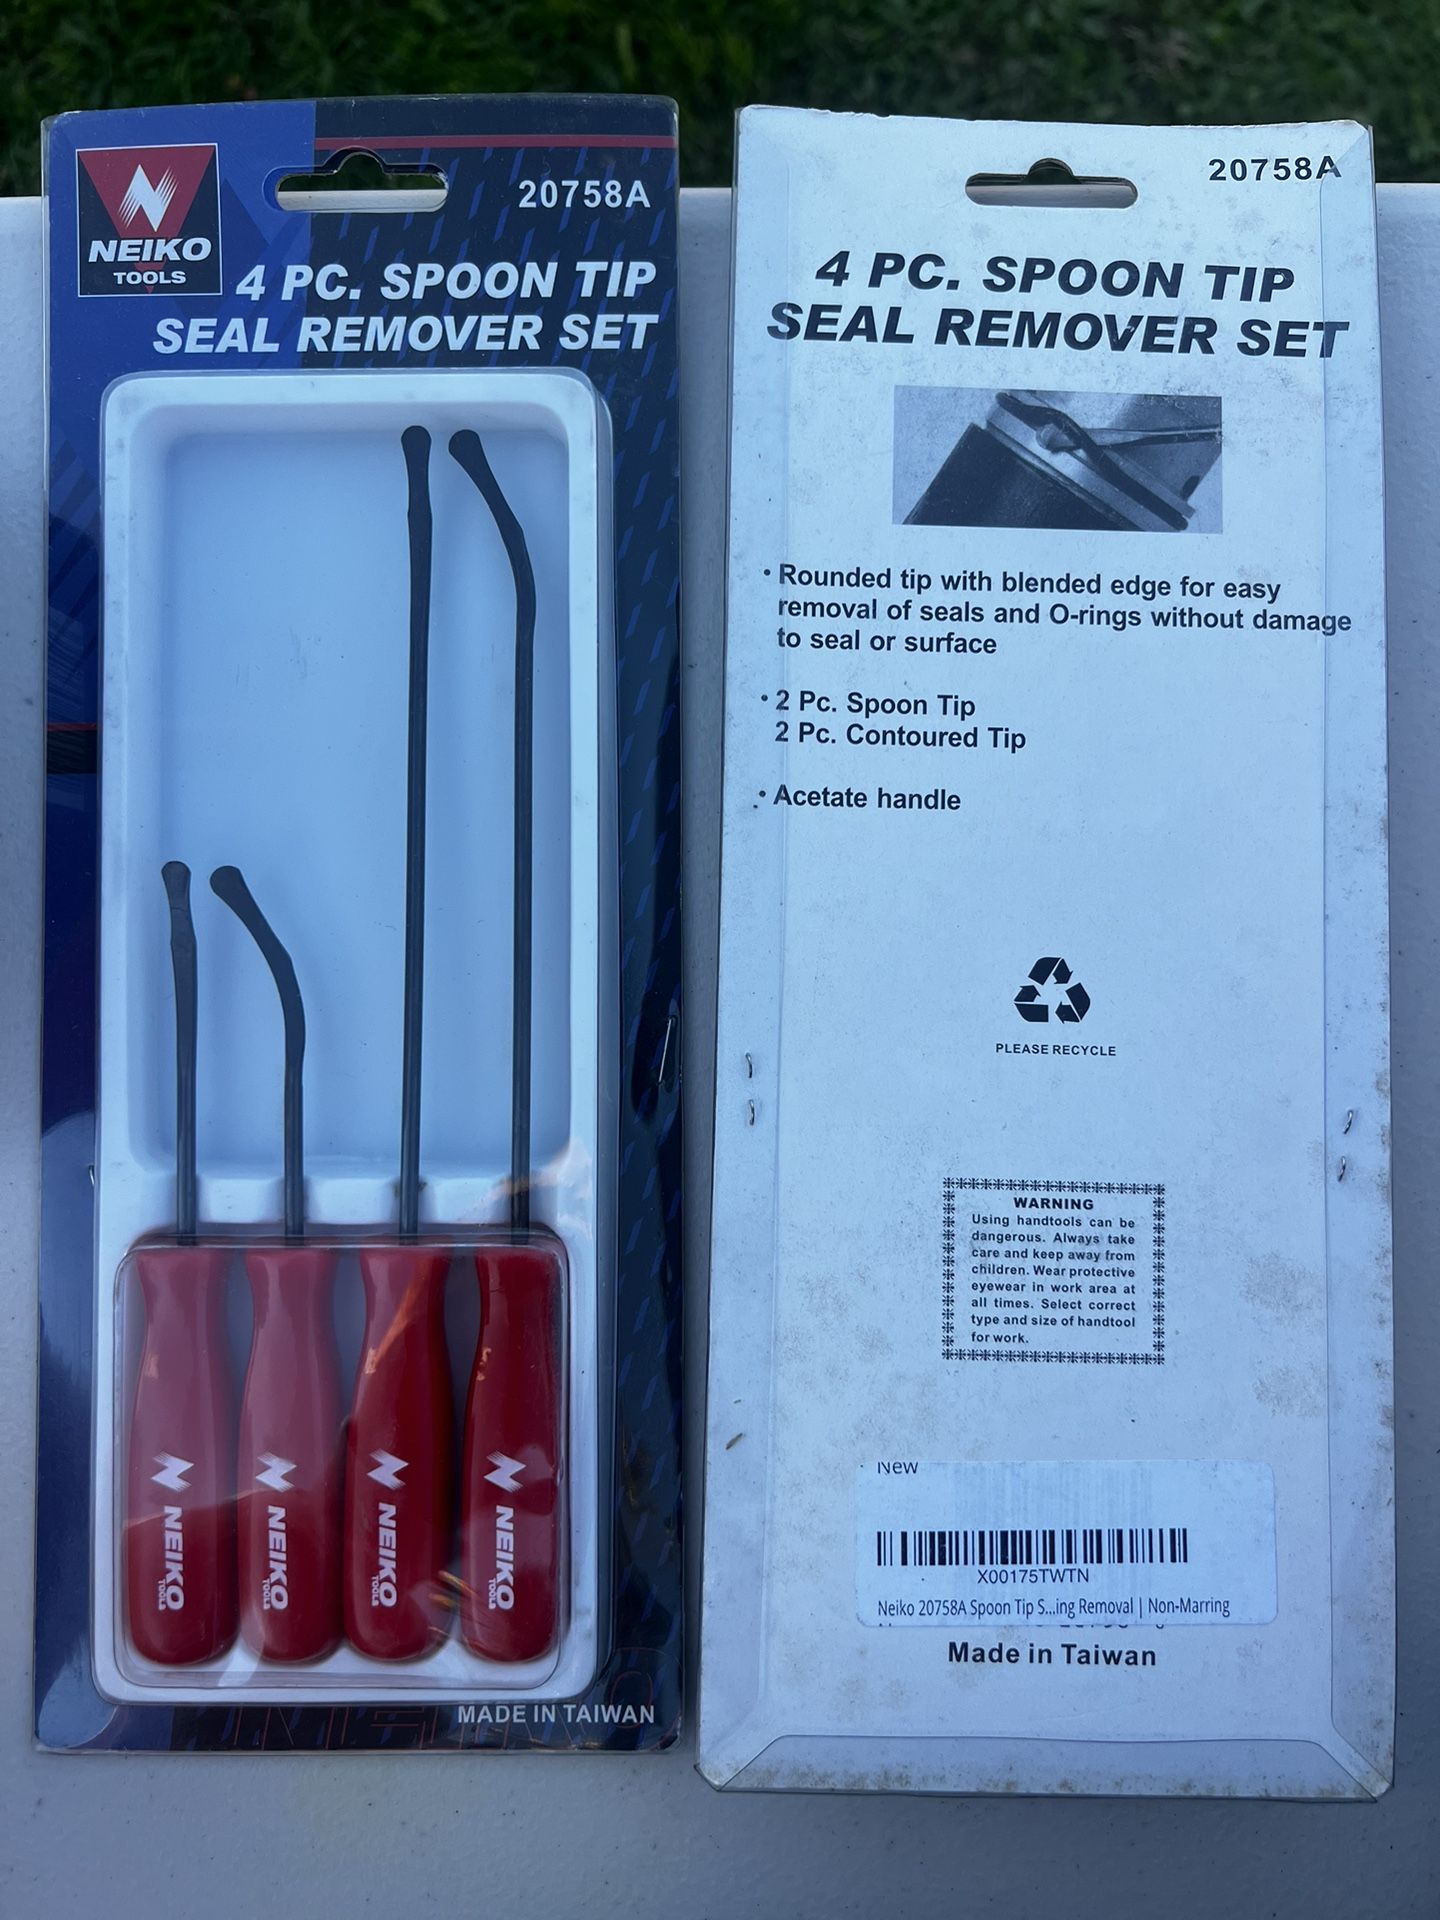 NEIKO
TOOLS
20758A
4 PC. SPOON TIP
SEAL REMOVER SET
NEIKO
TOOLS
NEIKO
TOOLS
NEIKO
TOOLS
NEIKO
TOOLS
MADE IN TAIWAN
20758A
4 PC. SPOON TIP
SEAL REMOVER SET
• Rounded tip with blended edge for easy
removal of seals and O-rings without damage
to seal or surface
• 2 Pc. Spoon Tip
2 Pc. Contoured Tip
• Acetate handle
PLEASE RECYCLE
WARNING
Using handtools can be
dangerous. Always take
care and keep away from
children. Wear protective
eyewear in work area at
all times. Select correct
type and size of handtool
for work.
New
X00175TWTN
Neiko 20758A Spoon Tip S...ing Removal | Non-Marring
Made in Taiwan